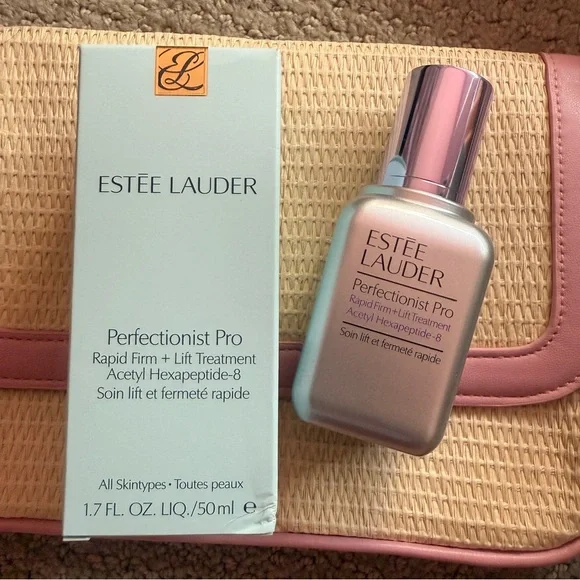 EL
ESTĒE LAUDER
Perfectionist Pro
Rapid Firm + Lift Treatment
Acetyl Hexapeptide-8
Soin lift et fermeté rapide
All Skintypes • Toutes peaux
1.7 FL. OZ. LIQ./50 ml ℮
ESTĒE
LAUDER
Perfectionist Pro
Rapid Firm + Lift Treatment
Acetyl Hexapeptide-8
Soin lift et fermeté rapide